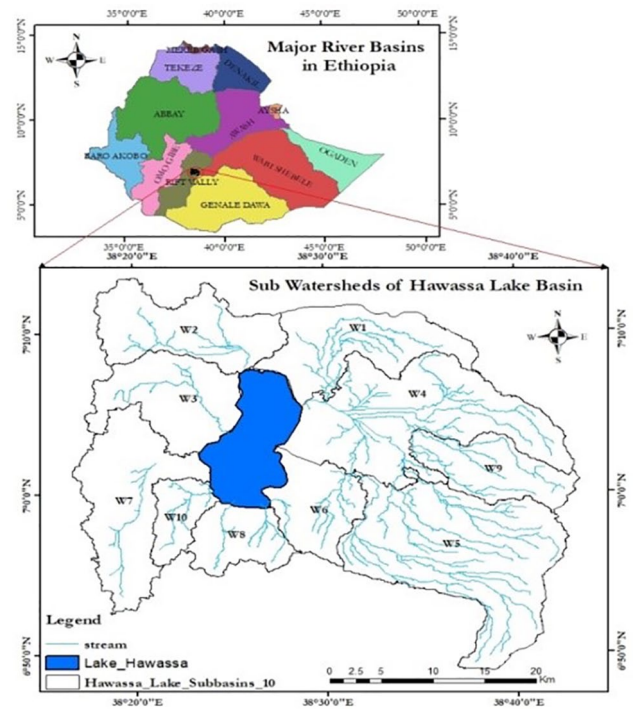 35°0'0"E 40°0'0"E 45°0'0"E 50°0'0"E
15°0'0"N
15°0'0"N
N
W E
S
Major River Basins
in Ethiopia
MEREB GASH
TEKEZE
DENAKIL
ABBAY
AYSHA
AWASH
BARO AKOBO
OMO GIBE
WABI SHEBELE
OGADEN
RIFT VALLY
GENALE DAWA
10°0'0"N
10°0'0"N
5°0'0"N
5°0'0"N
35°0'0"E 40°0'0"E 45°0'0"E 50°0'0"E
38°20'0"E 38°30'0"E 38°40'0"E
Sub Watersheds of Hawassa Lake Basin
N
W E
S
7°10'0"N
7°10'0"N
W2
W1
W3
W4
W9
7°0'0"N
7°0'0"N
W7
W10
W6
W8
W5
Legend
stream
Lake_Hawassa
Hawassa_Lake_Subbasins_10
0 2.5 5 10 15 20
Km
6°50'0"N
6°50'0"N
38°20'0"E 38°30'0"E 38°40'0"E